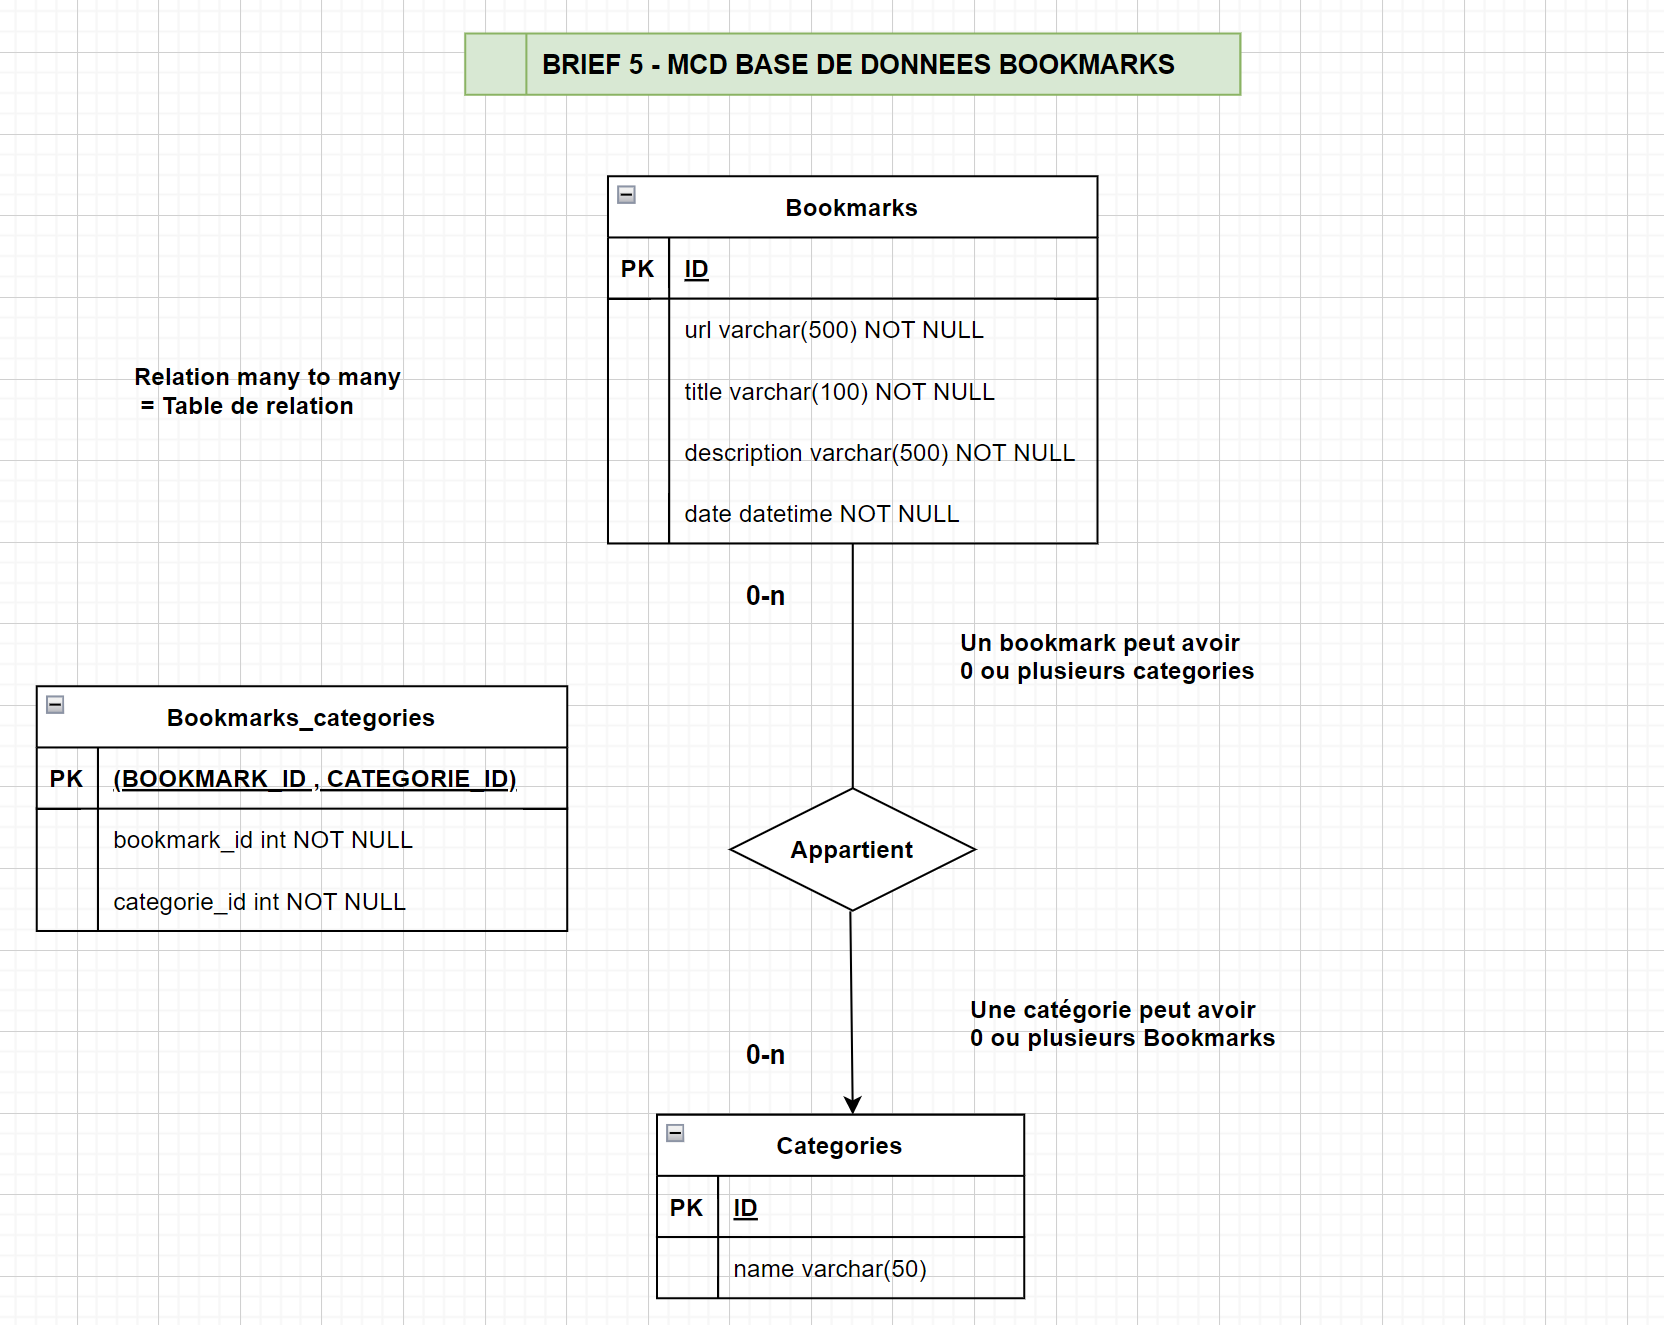 BRIEF 5 - MCD BASE DE DONNEES BOOKMARKS
Bookmarks
PK ID
url varchar(500) NOT NULL
title varchar(100) NOT NULL
description varchar(500) NOT NULL
date datetime NOT NULL
Relation many to many
= Table de relation
0-n
Un bookmark peut avoir
0 ou plusieurs categories
Bookmarks_categories
PK (BOOKMARK_ID , CATEGORIE_ID)
bookmark_id int NOT NULL
categorie_id int NOT NULL
Appartient
Une catégorie peut avoir
0 ou plusieurs Bookmarks
0-n
Categories
PK ID
name varchar(50)